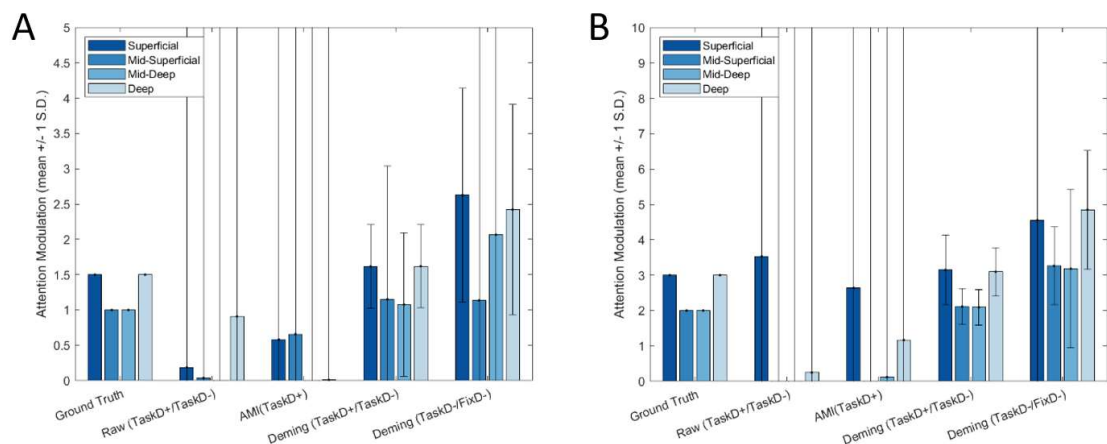 A
Attention Modulation (mean +/- 1 S.D.)
5
4.5
4
3.5
3
2.5
2
1.5
1
0.5
0
Superficial
Mid-Superficial
Mid-Deep
Deep
Ground Truth
Raw (TaskD+/TaskD-)
AMI(TaskD+)
Deming (TaskD+/TaskD-)
Deming (TaskD-/FixD-)
B
Attention Modulation (mean +/- 1 S.D.)
10
9
8
7
6
5
4
3
2
1
0
Superficial
Mid-Superficial
Mid-Deep
Deep
Ground Truth
Raw (TaskD+/TaskD-)
AMI(TaskD+)
Deming (TaskD+/TaskD-)
Deming (TaskD-/FixD-)